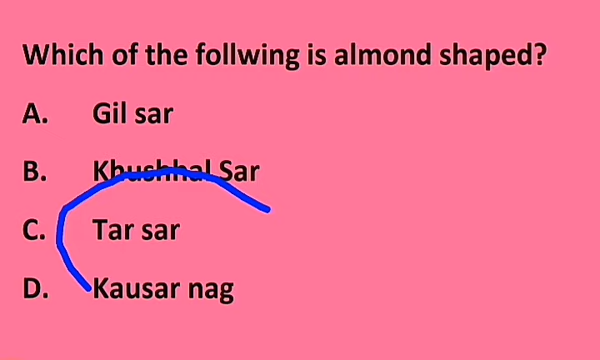 Which of the follwing is almond shaped?
A. Gil sar
B. Khushhal Sar
C. Tar sar
D. Kausar nag